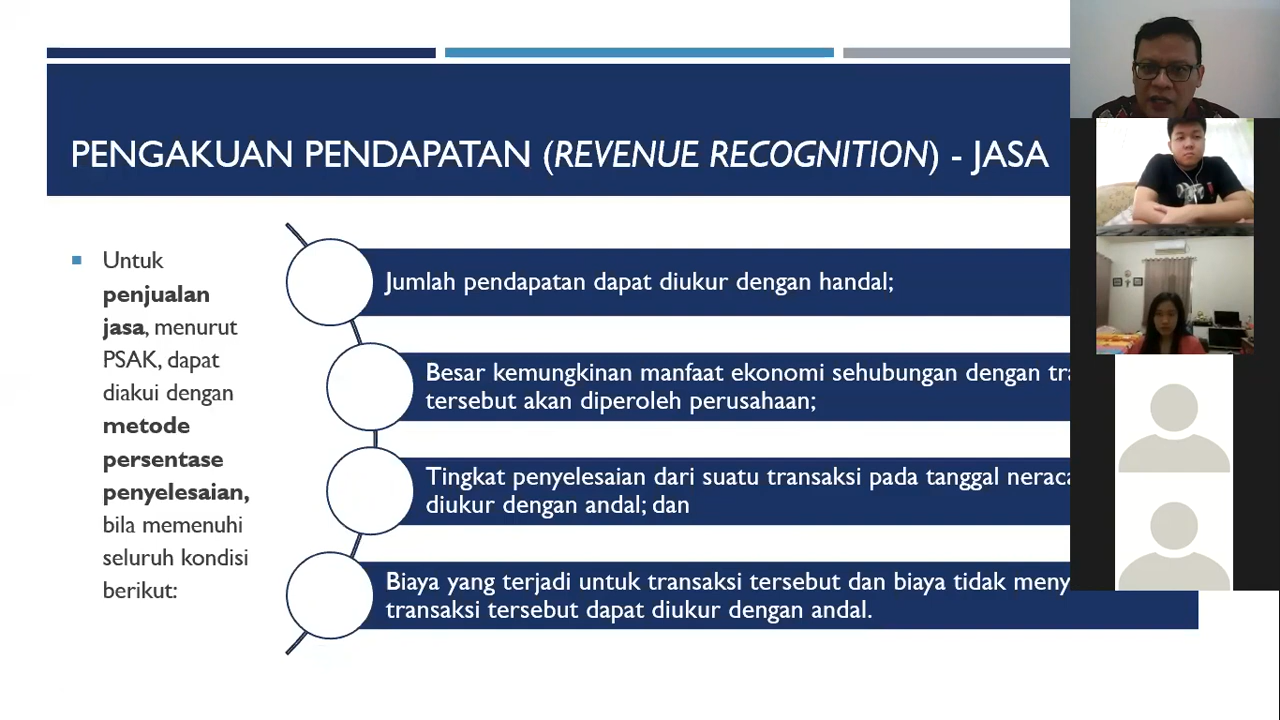 PENGAKUAN PENDAPATAN (REVENUE RECOGNITION) - JASA
Untuk
penjualan
jasa, menurut
PSAK, dapat
diakui dengan
metode
persentase
penyelesaian,
bila memenuhi
seluruh kondisi
berikut:
Jumlah pendapatan dapat diukur dengan handal;
Besar kemungkinan manfaat ekonomi sehubungan dengan
tersebut akan diperoleh perusahaan;
Tingkat penyelesaian dari suatu transaksi pada tanggal
diukur dengan andal; dan
Biaya yang terjadi untuk transaksi tersebut dan biaya tidak
transaksi tersebut dapat diukur dengan andal.